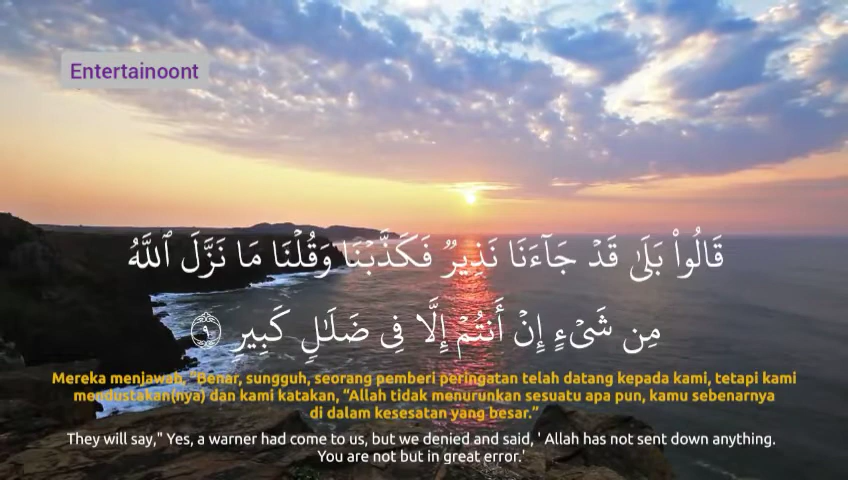 Entertainoont
قَالُوا۟ بَلَىٰ قَدْ جَآءَنَا نَذِيرٌ فَكَذَّبْنَا وَقُلْنَا مَا نَزَّلَ ٱللَّهُ
مِن شَىْءٍ إِنْ أَنتُمْ إِلَّا فِى ضَلَـٰلٍ كَبِيرٍ ٩
Mereka menjawab, “Benar, sungguh, seorang pemberi peringatan telah datang kepada kami, tetapi kami
mendustakan(nya) dan kami katakan, “Allah tidak menurunkan sesuatu apa pun, kamu sebenarnya
di dalam kesesatan yang besar.“
They will say," Yes, a warner had come to us, but we denied and said, ' Allah has not sent down anything.
You are not but in great error.'